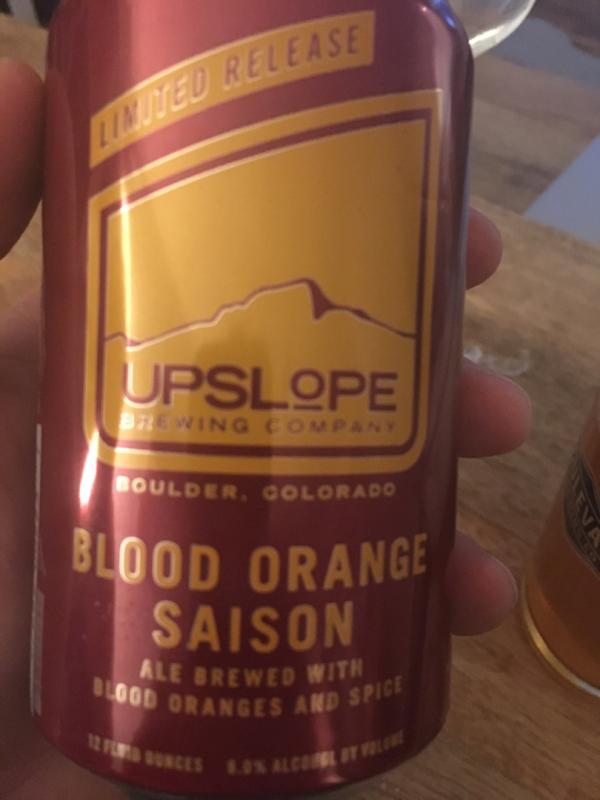 LIMITED RELEASE
UPSLOPE
BREWING COMPANY
BOULDER, COLORADO
BLOOD ORANGE
SAISON
ALE BREWED WITH
BLOOD ORANGES AND SPICE
12 FLUID OUNCES ALCOHOL BY VOLUME